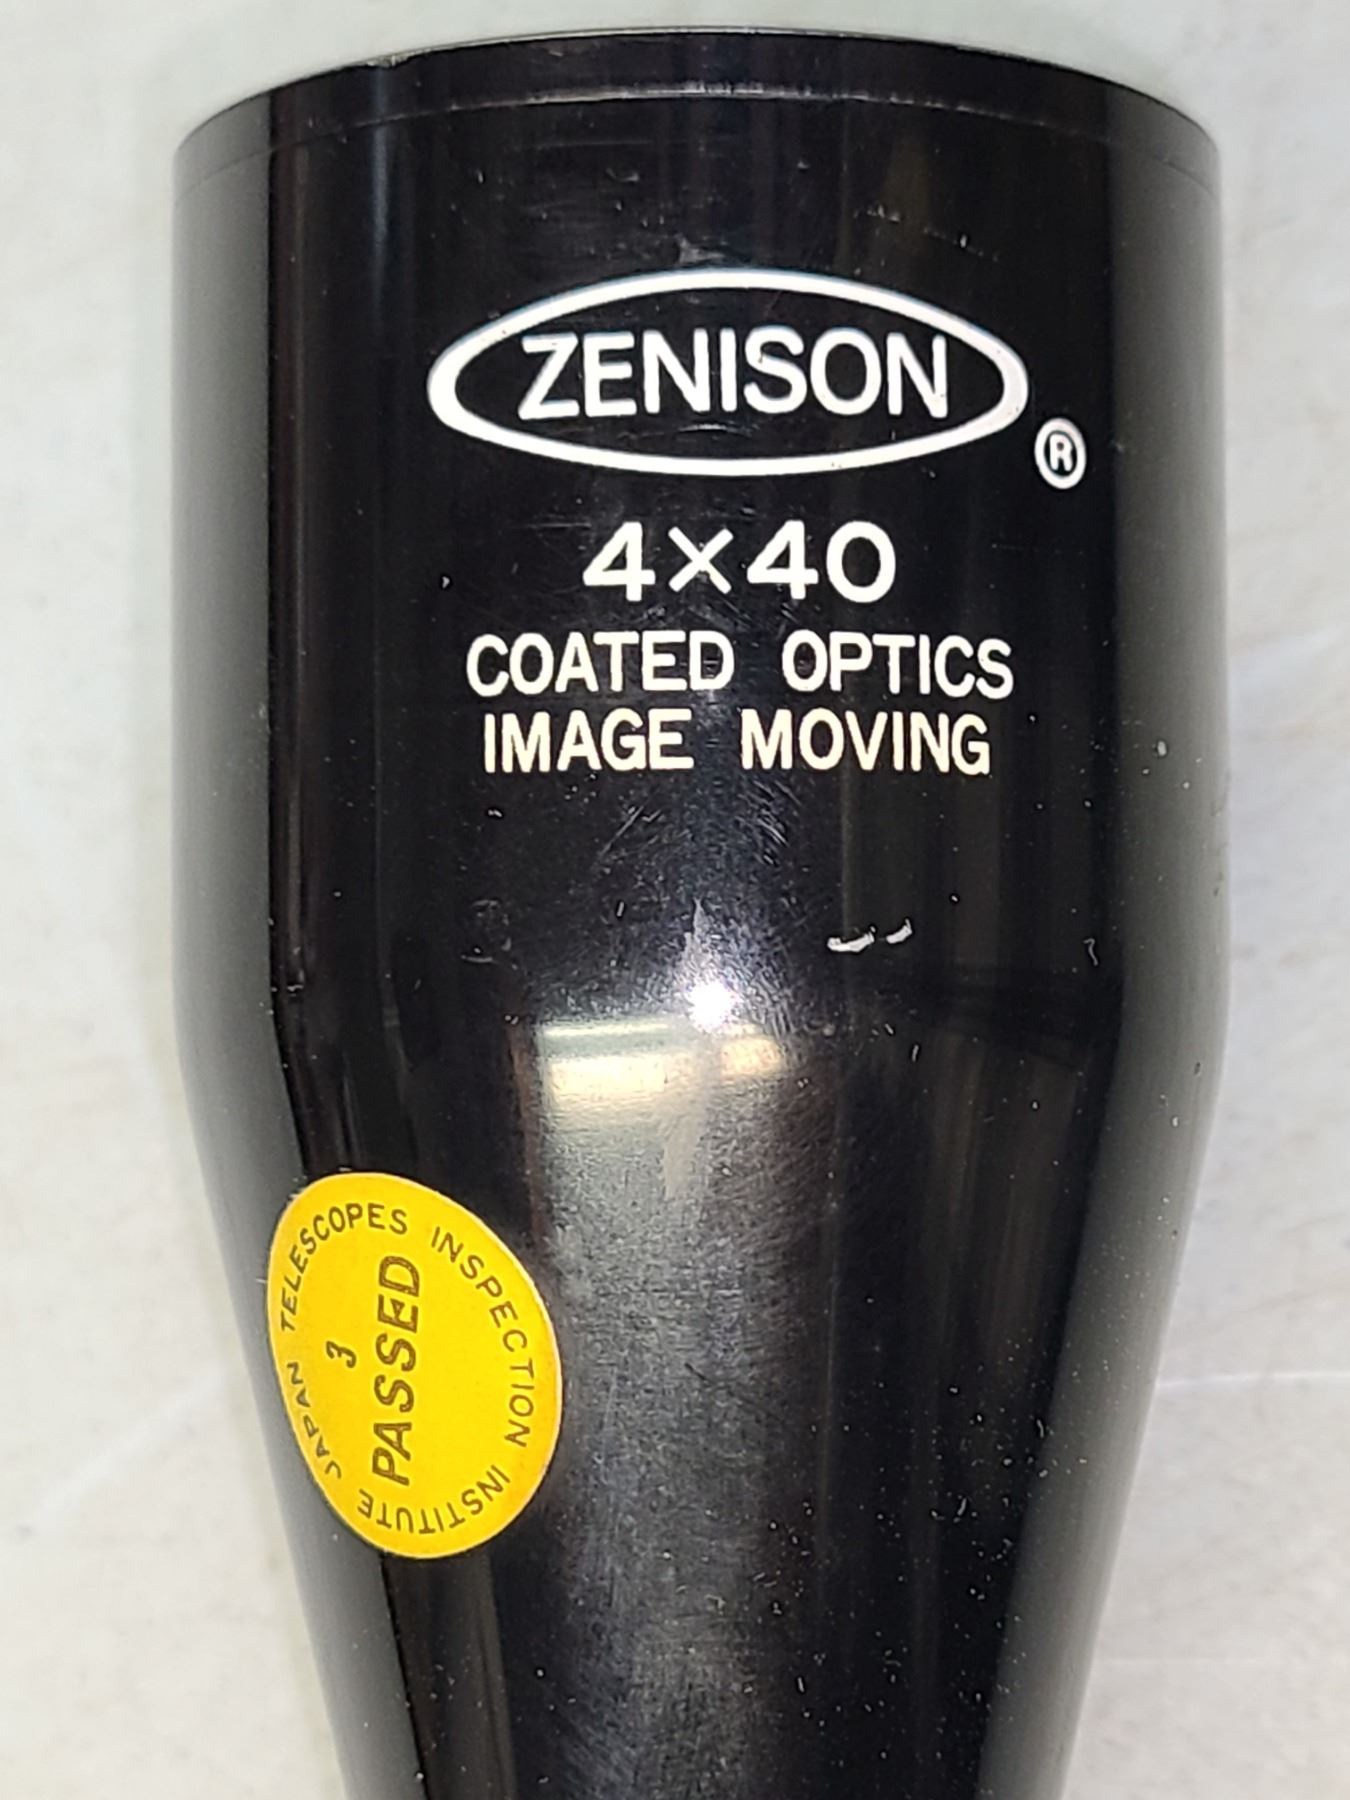 ZENISON
®
4×40
COATED OPTICS
IMAGE MOVING
JAPAN TELESCOPES INSPECTION INSTITUTE
3
PASSED